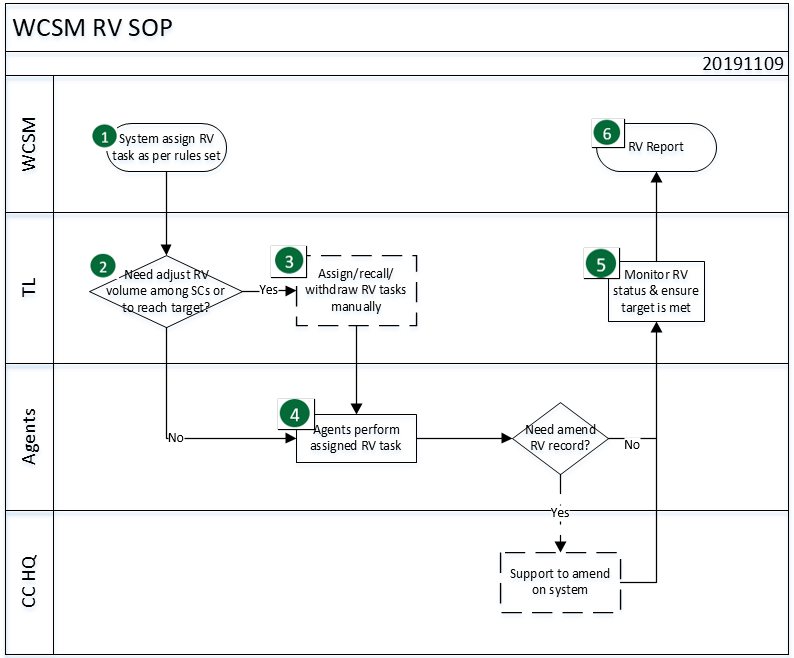 WCSM RV SOP
20191109
WCSM
1
System assign RV
task as per rules set
6
RV Report
TL
2
Need adjust RV
volume among SCs or
to reach target?
Yes
3
Assign/recall/
withdraw RV tasks
manually
5
Monitor RV
status & ensure
target is met
Agents
No
4
Agents perform
assigned RV task
Need amend
RV record?
No
Yes
CC HQ
Support to amend
on system